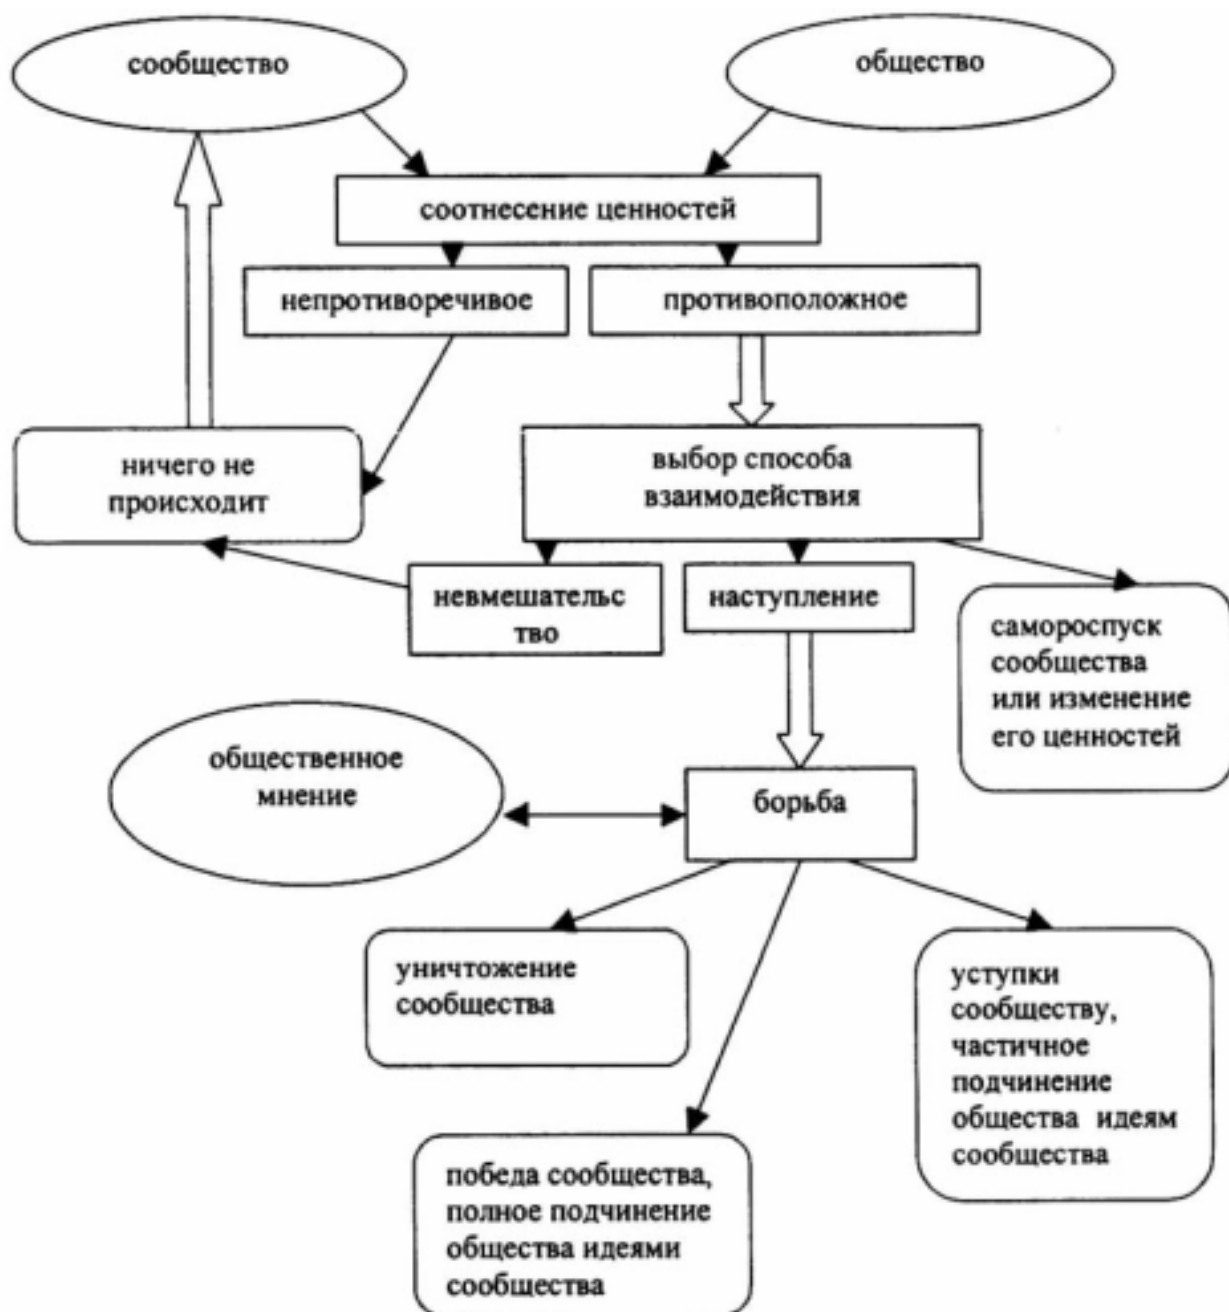 сообщество
общество
соотнесение ценностей
непротиворечивое
противоположное
ничего не
происходит
выбор способа
взаимодействия
невмешательс
тво
наступление
самороспуск
сообщества
или изменение
его ценностей
общественное
мнение
борьба
уничтожение
сообщества
уступки
сообществу,
частичное
подчинение
общества идеям
сообщества
победа сообщества,
полное подчинение
общества идеями
сообщества